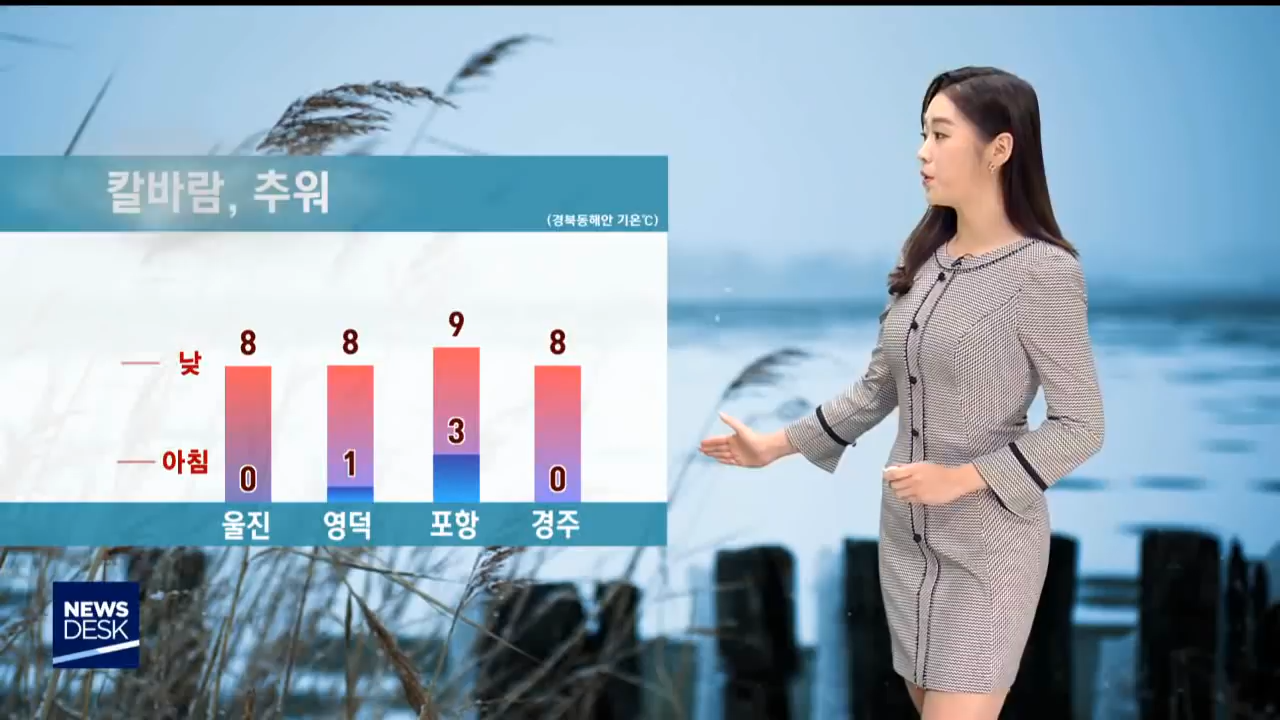 칼바람, 추워
(경북동해안 기온℃)
8 8 9 8
낮
아침
0 1 3 0
울진 영덕 포항 경주
NEWS
DESK